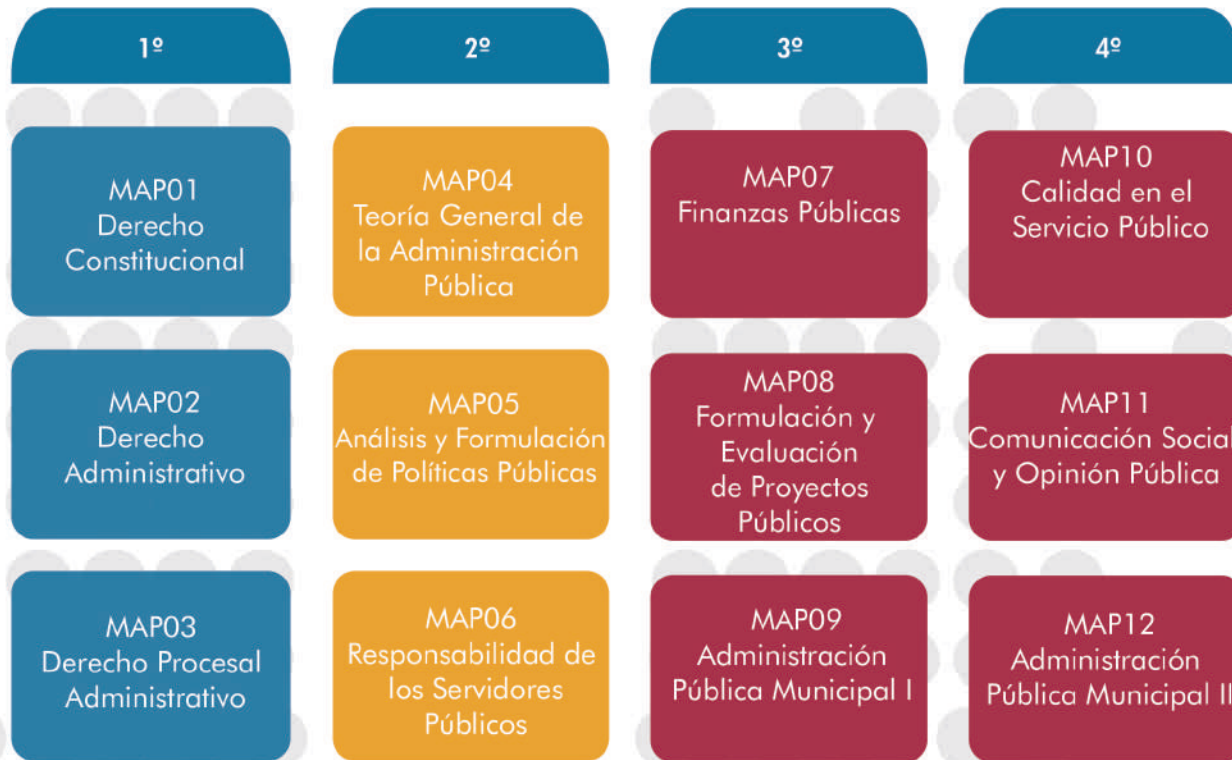 1º
2º
3º
4º
MAP01
Derecho
Constitucional
MAP04
Teoría General de
la Administración
Pública
MAP07
Finanzas Públicas
MAP10
Calidad en el
Servicio Público
MAP02
Derecho
Administrativo
MAP05
Análisis y Formulación
de Políticas Públicas
MAP08
Formulación y
Evaluación
de Proyectos
Públicos
MAP11
Comunicación Social
y Opinión Pública
MAP03
Derecho Procesal
Administrativo
MAP06
Responsabilidad de
los Servidores
Públicos
MAP09
Administración
Pública Municipal I
MAP12
Administración
Pública Municipal II